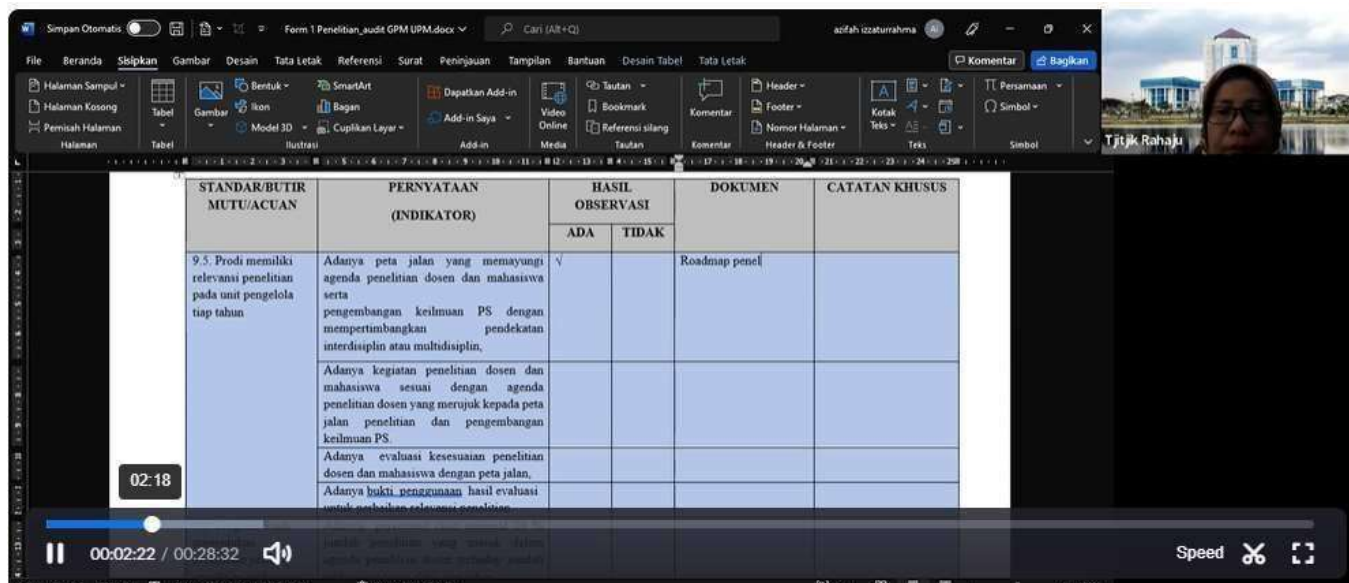 Simpan Otomatis
Form 1 Penelitian_audit GPM UPM.docx
Cari (Alt+Q)
azifah izzaturrahma
AI
File Beranda Sisipkan Gambar Desain Tata Letak Referensi Surat Peninjauan Tampilan Bantuan Desain Tabel Tata Letak
Komentar
Bagikan
Halaman Sampul
Halaman Kosong
Pemisah Halaman
Halaman
Tabel
Tabel
Gambar
Bentuk
Ikon
Model 3D
SmartArt
Bagan
Cuplikan Layar
Ilustrasi
Dapatkan Add-in
Add-in Saya
Add-in
Video
Online
Media
Tautan
Bookmark
Referensi silang
Tautan
Komentar
Komentar
Header
Footer
Nomor Halaman
Header & Footer
Kotak
Teks
Teks
Persamaan
Simbol
Simbol
Tjitjik Rahaju
STANDAR/BUTIR
MUTU/ACUAN
PERNYATAAN
(INDIKATOR)
HASIL
OBSERVASI
ADA
TIDAK
DOKUMEN
CATATAN KHUSUS
9.5. Prodi memiliki
relevansi penelitian
pada unit pengelola
tiap tahun
Adanya peta jalan yang memayungi
agenda penelitian dosen dan mahasiswa
serta
pengembangan keilmuan PS dengan
mempertimbangkan pendekatan
interdisiplin atau multidisiplin,
√
Roadmap penel
Adanya kegiatan penelitian dosen dan
mahasiswa sesuai dengan agenda
penelitian dosen yang merujuk kepada peta
jalan penelitian dan pengembangan
keilmuan PS.
Adanya evaluasi kesesuaian penelitian
dosen dan mahasiswa dengan peta jalan,
Adanya bukti penggunaan hasil evaluasi
untuk perbaikan relevansi penelitian
02:18
00:02:22 / 00:28:32
Speed